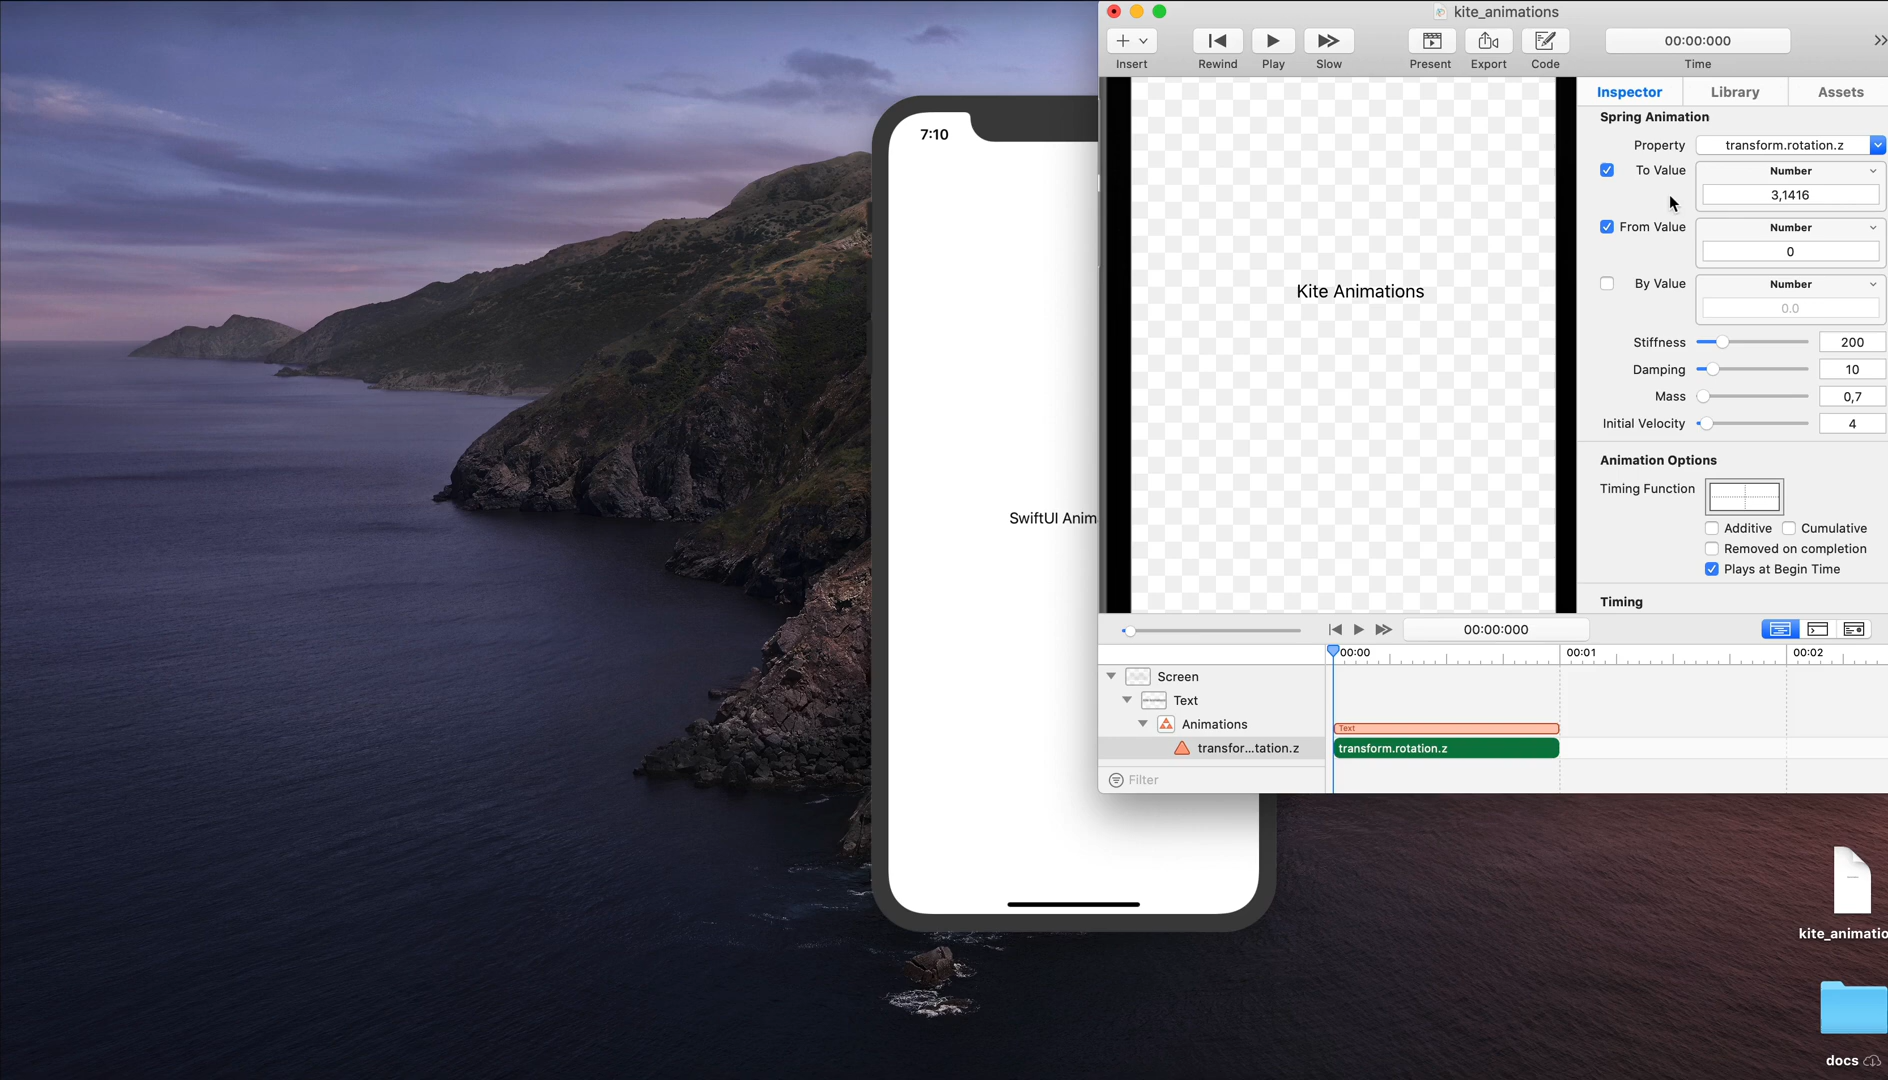 kite_animations
Insert
Rewind
Play
Slow
Present
Export
Code
00:00:000
Time
7:10
Inspector
Library
Assets
Spring Animation
Property
transform.rotation.z
To Value
Number
3,1416
From Value
Number
0
By Value
Number
0.0
Stiffness
200
Damping
10
Mass
0,7
Initial Velocity
4
Kite Animations
Animation Options
Timing Function
Additive
Cumulative
Removed on completion
Plays at Begin Time
Timing
SwiftUI Anim
00:00:000
00:00
00:01
00:02
Screen
Text
Animations
Text
transfor...tation.z
transform.rotation.z
Filter
kite_animatio
docs